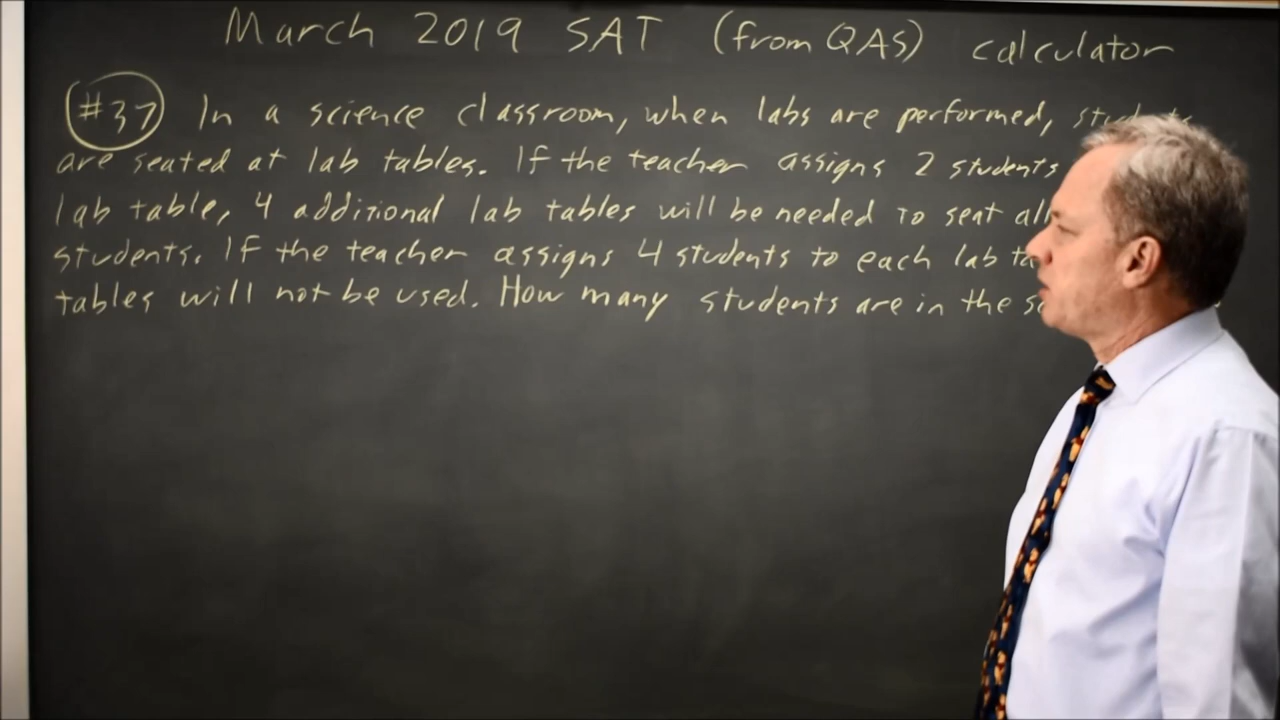 March 2019 SAT (from QAS) calculator
#37 In a science classroom, when labs are performed, students
are seated at lab tables. If the teacher assigns 2 students
lab table, 4 additional lab tables will be needed to seat all
students. If the teacher assigns 4 students to each lab
tables will not be used. How many students are in the